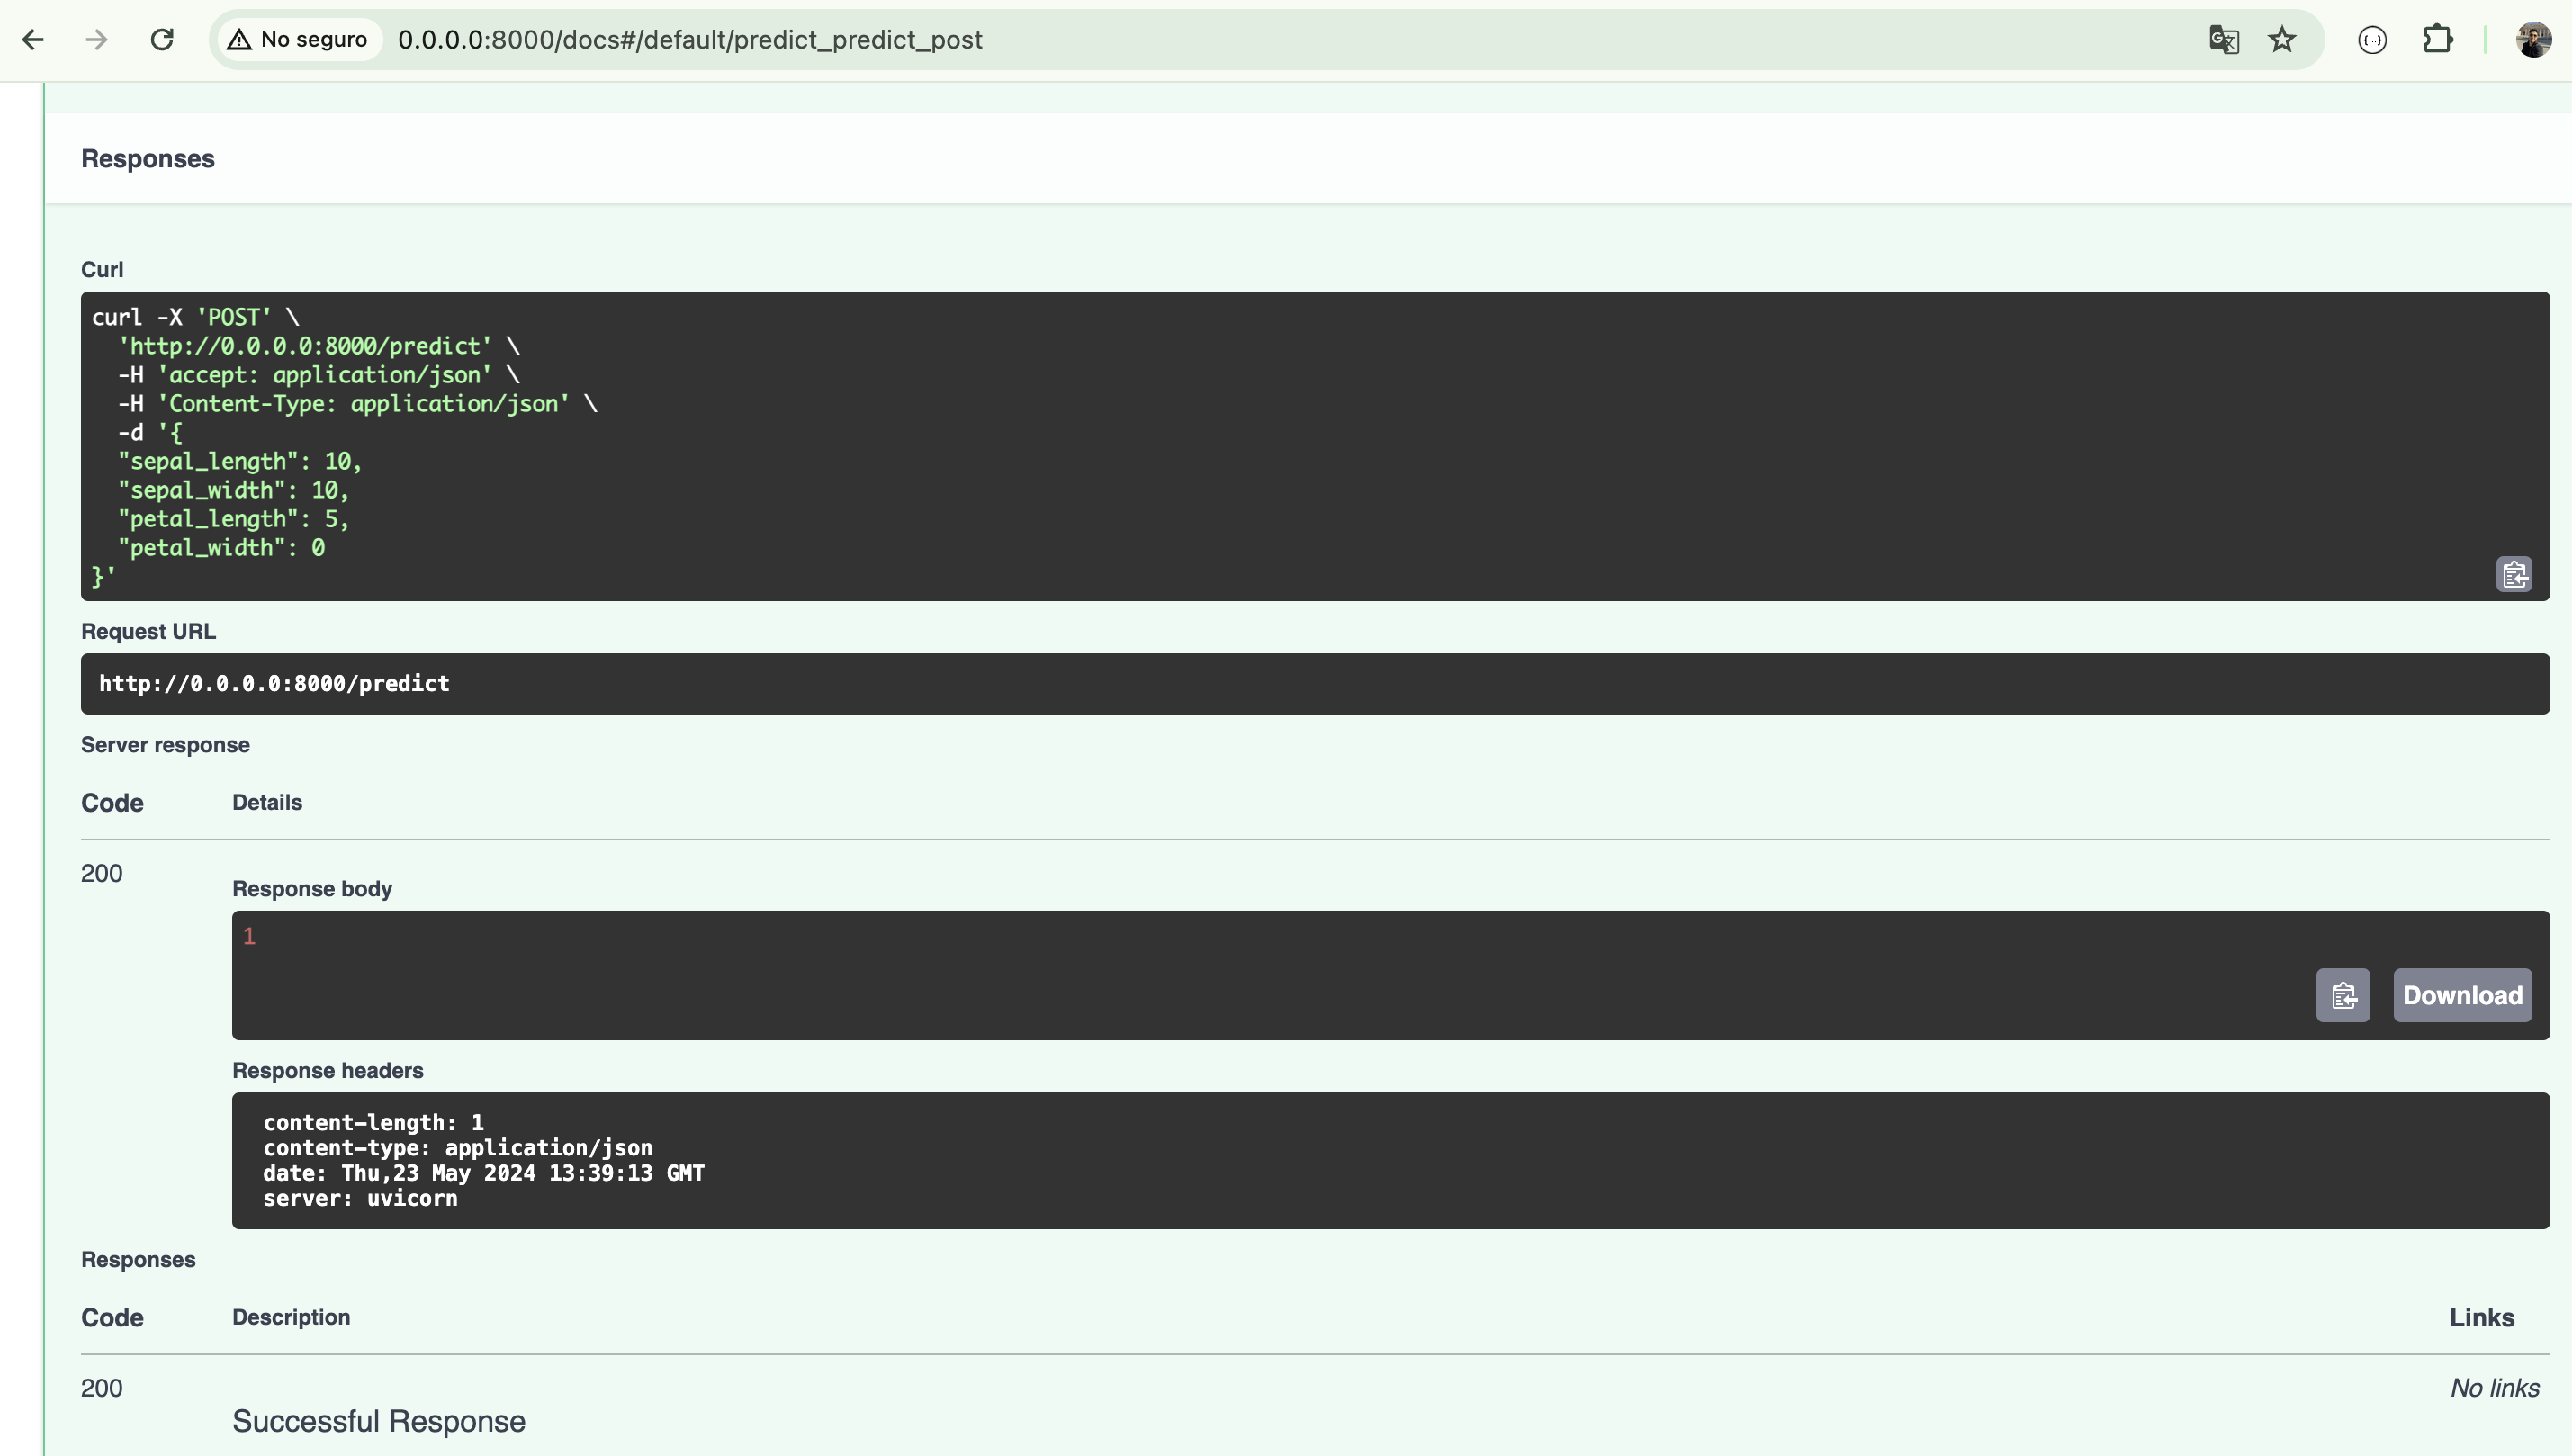 No seguro 0.0.0.0:8000/docs#/default/predict_predict_post
Responses
Curl
curl -X 'POST' \
  'http://0.0.0.0:8000/predict' \
  -H 'accept: application/json' \
  -H 'Content-Type: application/json' \
  -d '{
  "sepal_length": 10,
  "sepal_width": 10,
  "petal_length": 5,
  "petal_width": 0
}'
Request URL
http://0.0.0.0:8000/predict
Server response
Code Details
200
Response body
1
Download
Response headers
content-length: 1
content-type: application/json
date: Thu,23 May 2024 13:39:13 GMT
server: uvicorn
Responses
Code Description Links
200 No links
Successful Response